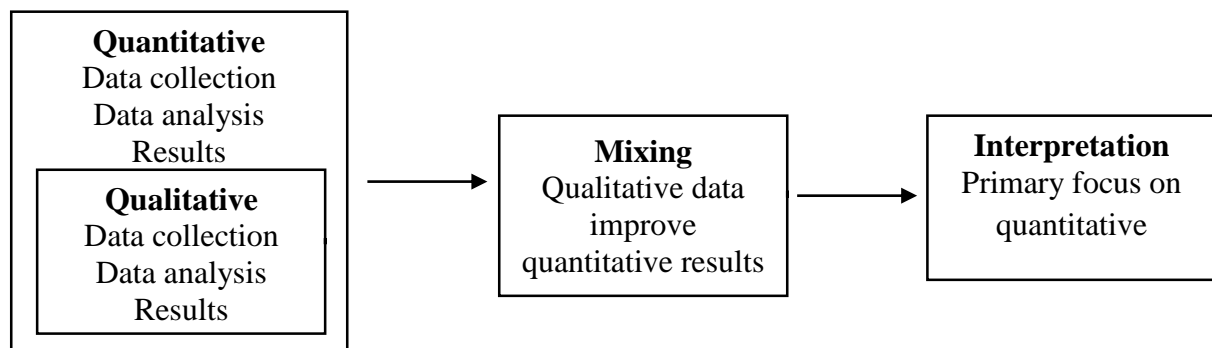 Quantitative
Data collection
Data analysis
Results
Qualitative
Data collection
Data analysis
Results
Mixing
Qualitative data
improve
quantitative results
Interpretation
Primary focus on
quantitative